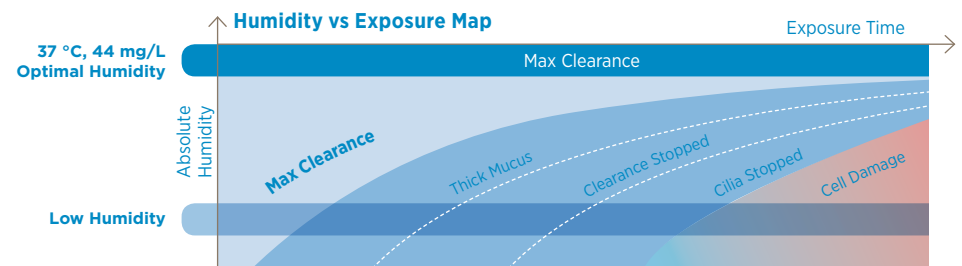 Humidity vs Exposure Map
Exposure Time
37 °C, 44 mg/L
Optimal Humidity
Max Clearance
Absolute
Humidity
Max Clearance
Thick Mucus
Clearance Stopped
Cilia Stopped
Cell Damage
Low Humidity